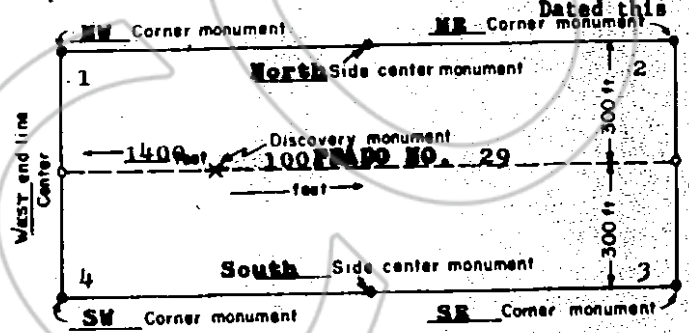 Dated this
NW Corner monument NE Corner monument
1 North Side center monument 2
300 ft.
Discovery monument
1400 feet 100 PRADO NO. 29
feet
WEST end line
Center
300 ft
4 South Side center monument 3
SW Corner monument SE Corner monument